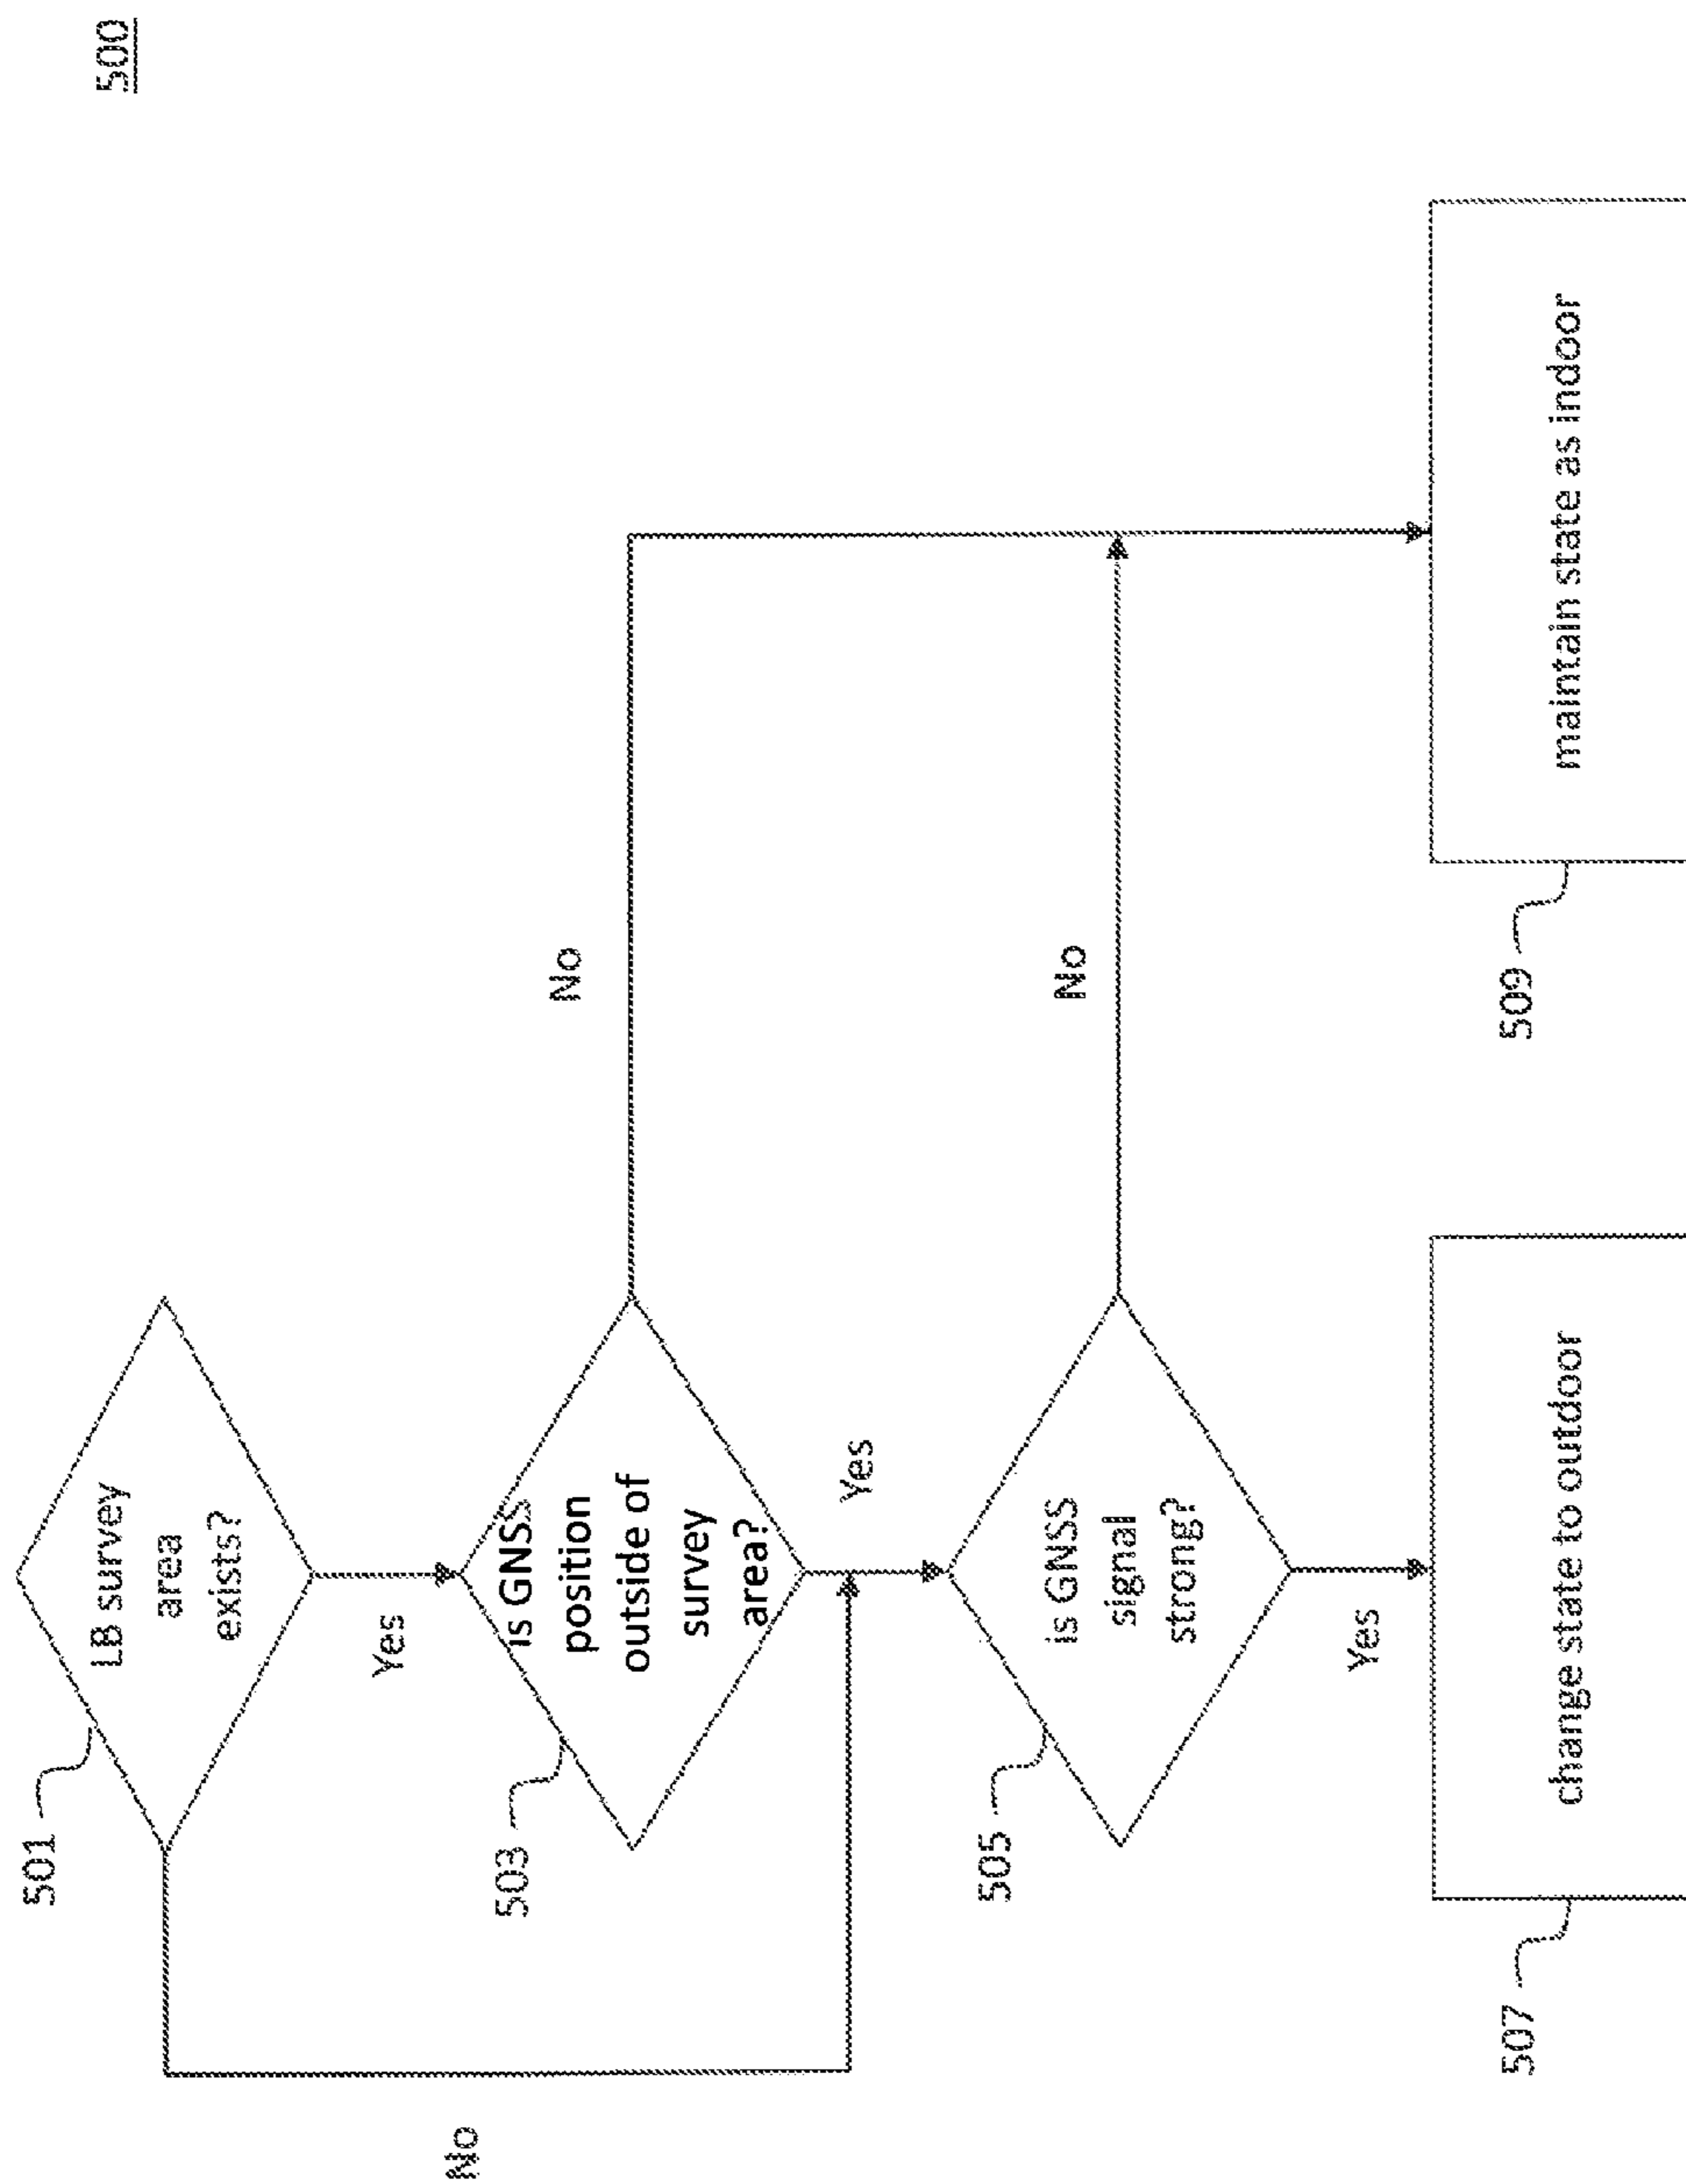 500
501
LB survey
area
exists?
No
Yes
503
is GNSS
position
outside of
survey
area?
No
Yes
505
is GNSS
signal
strong?
No
Yes
507
change state to outdoor
509
maintain state as indoor